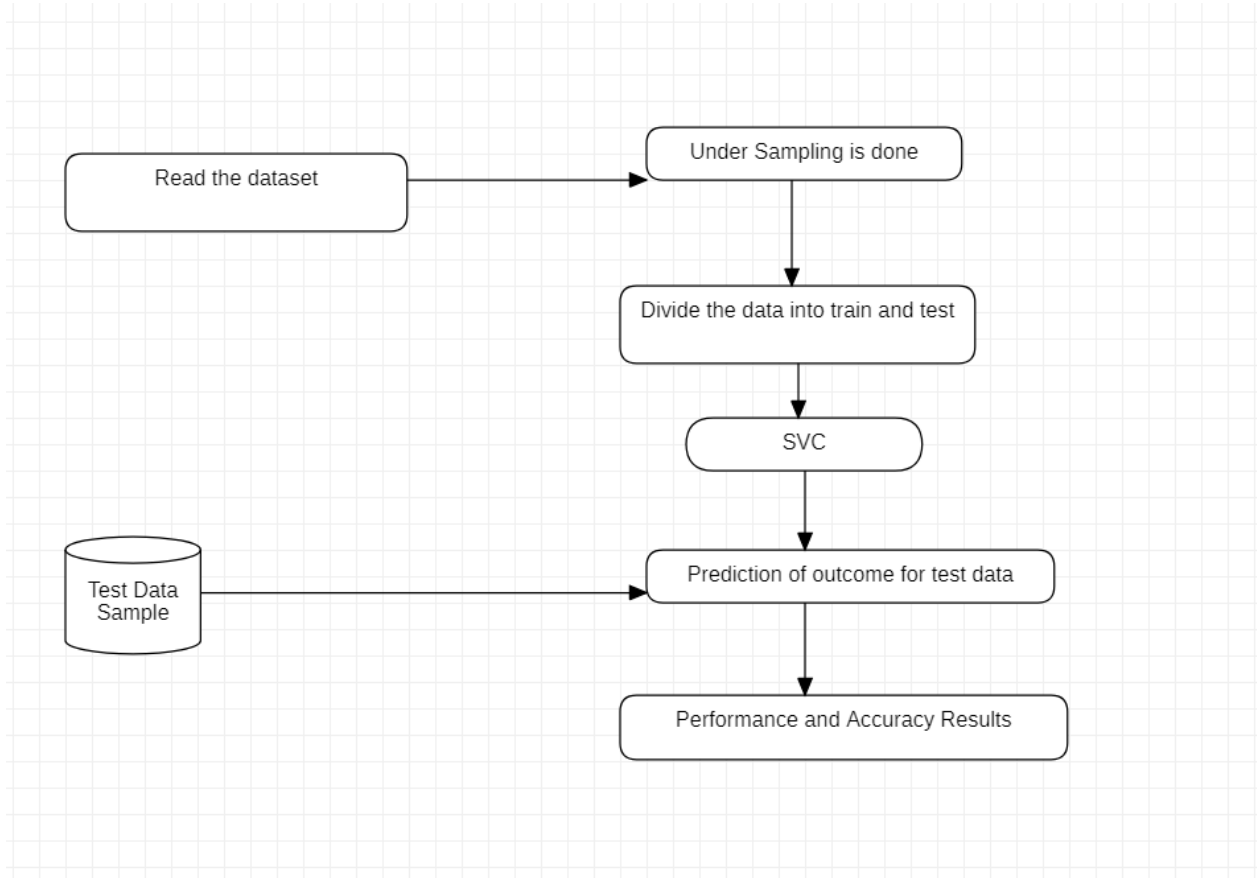 Read the dataset
Under Sampling is done
Divide the data into train and test
SVC
Test Data
Sample
Prediction of outcome for test data
Performance and Accuracy Results